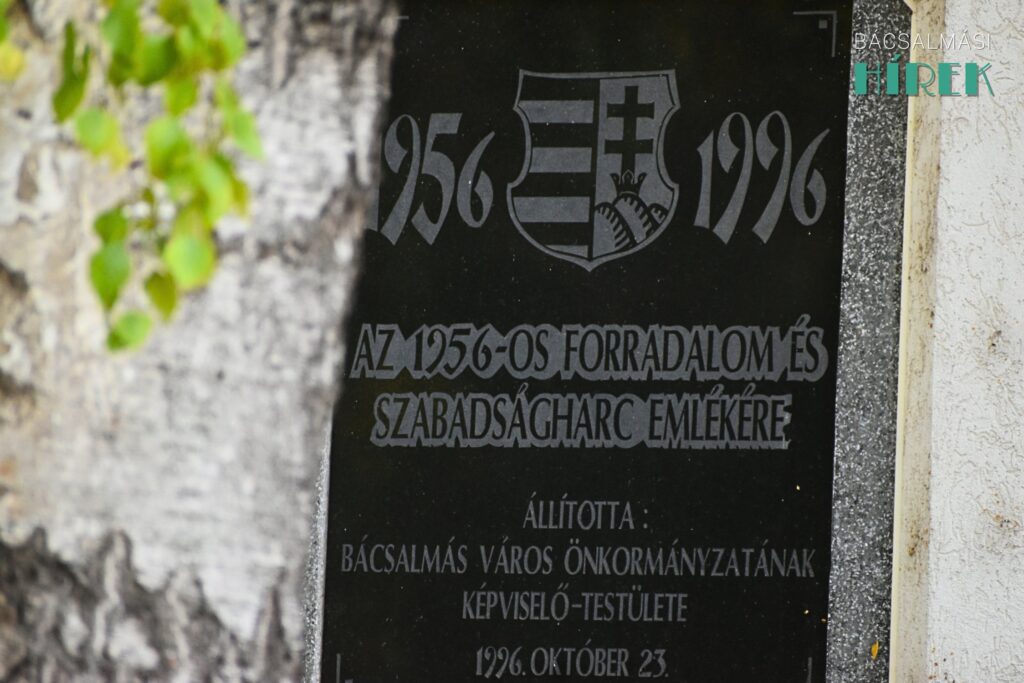 BÁCSALMÁSI
HÍREK
1956 1996
AZ 1956-OS FORRADALOM ÉS
SZABADSÁGHARC EMLÉKÉRE
ÁLLÍTOTTA :
BÁCSALMÁS VÁROS ÖNKORMÁNYZATÁNAK
KÉPVISELŐ-TESTÜLETE
1996. OKTÓBER 23.